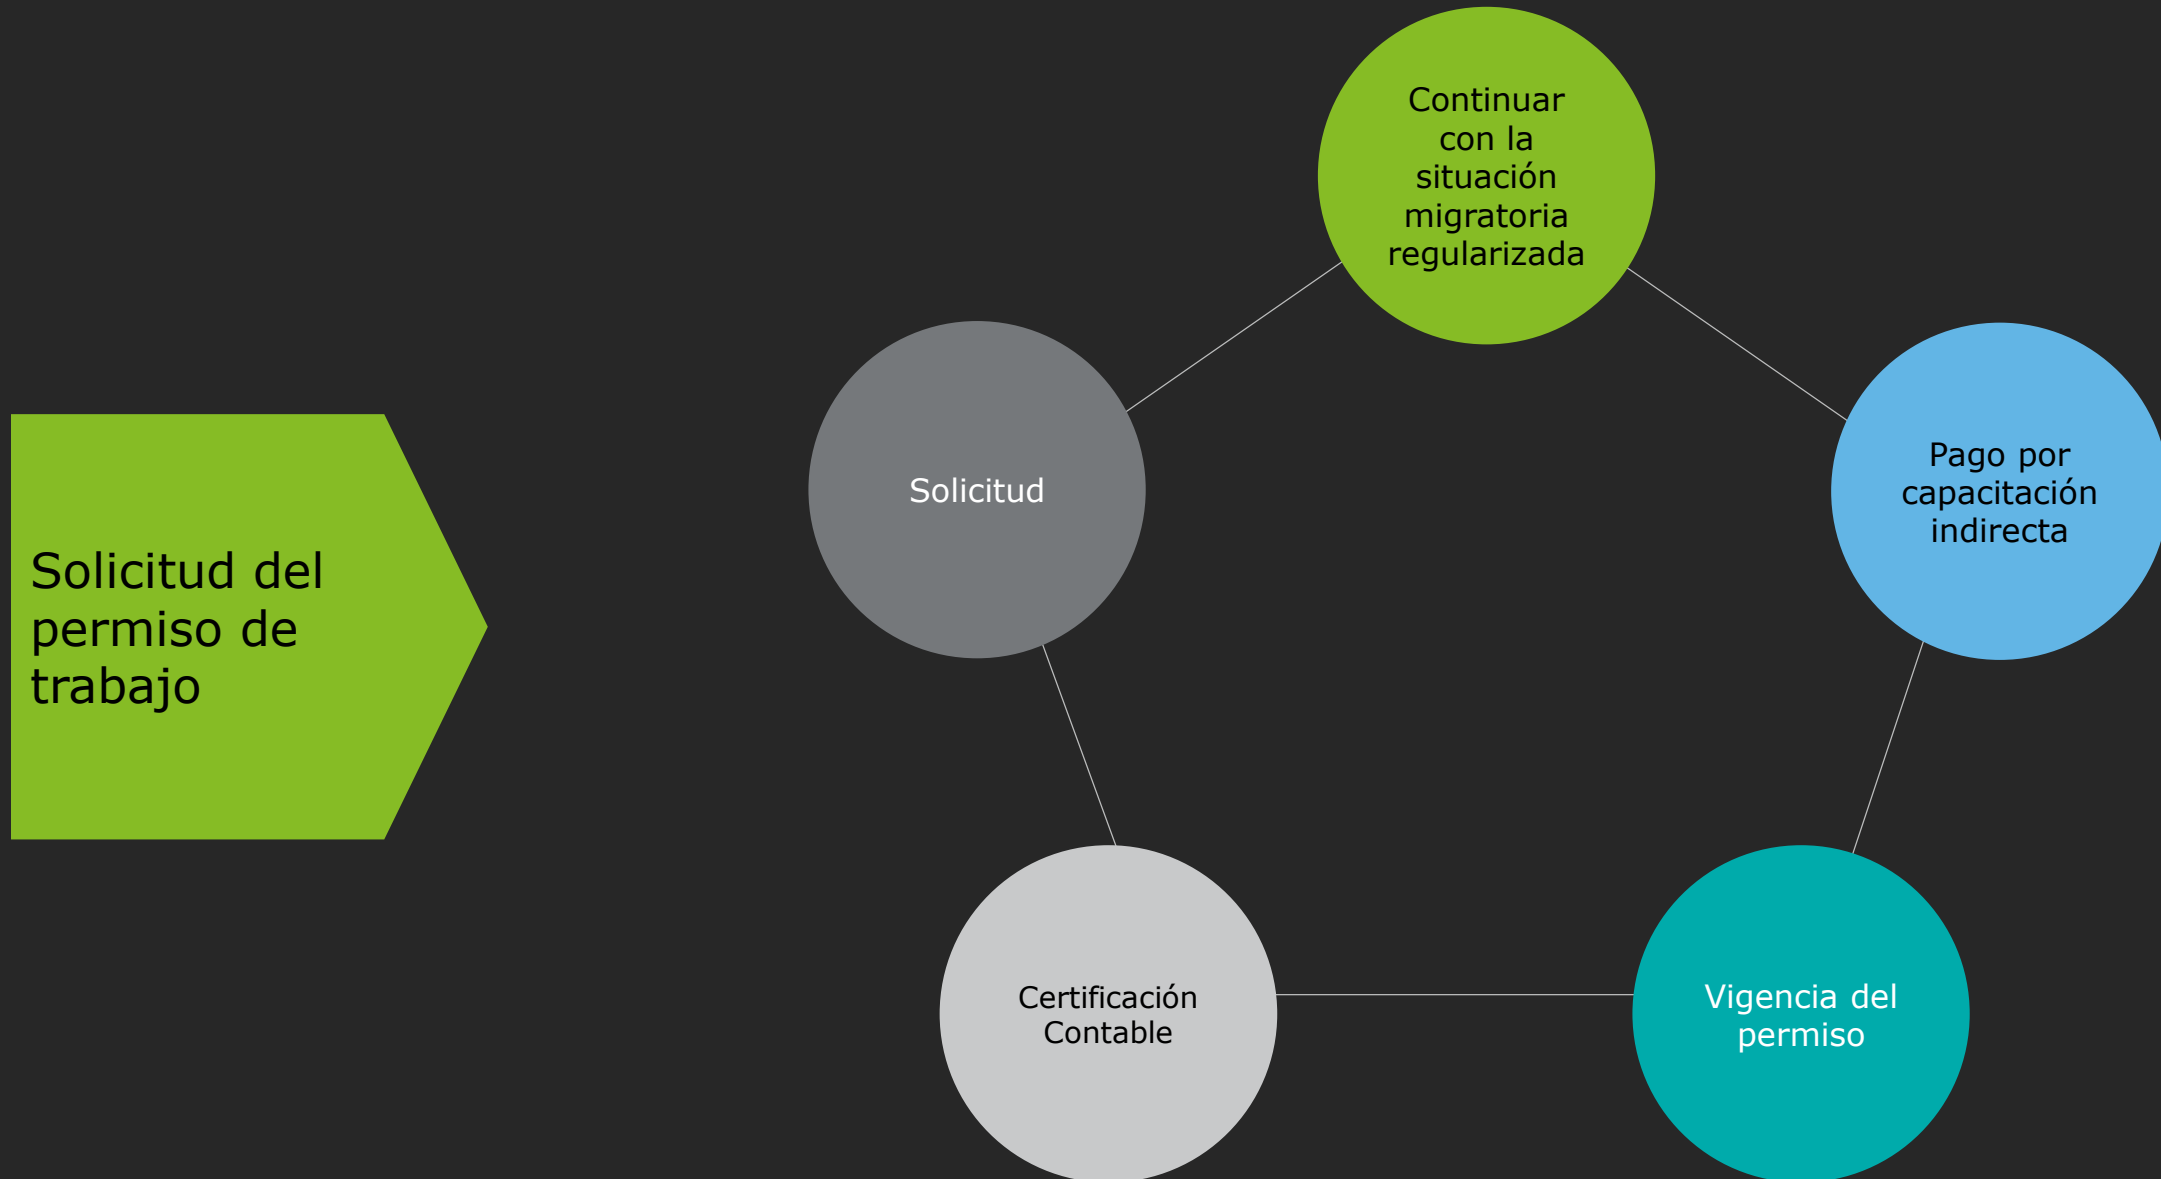 Solicitud del
permiso de
trabajo
Continuar
con la
situación
migratoria
regularizada
Solicitud
Pago por
capacitación
indirecta
Certificación
Contable
Vigencia del
permiso